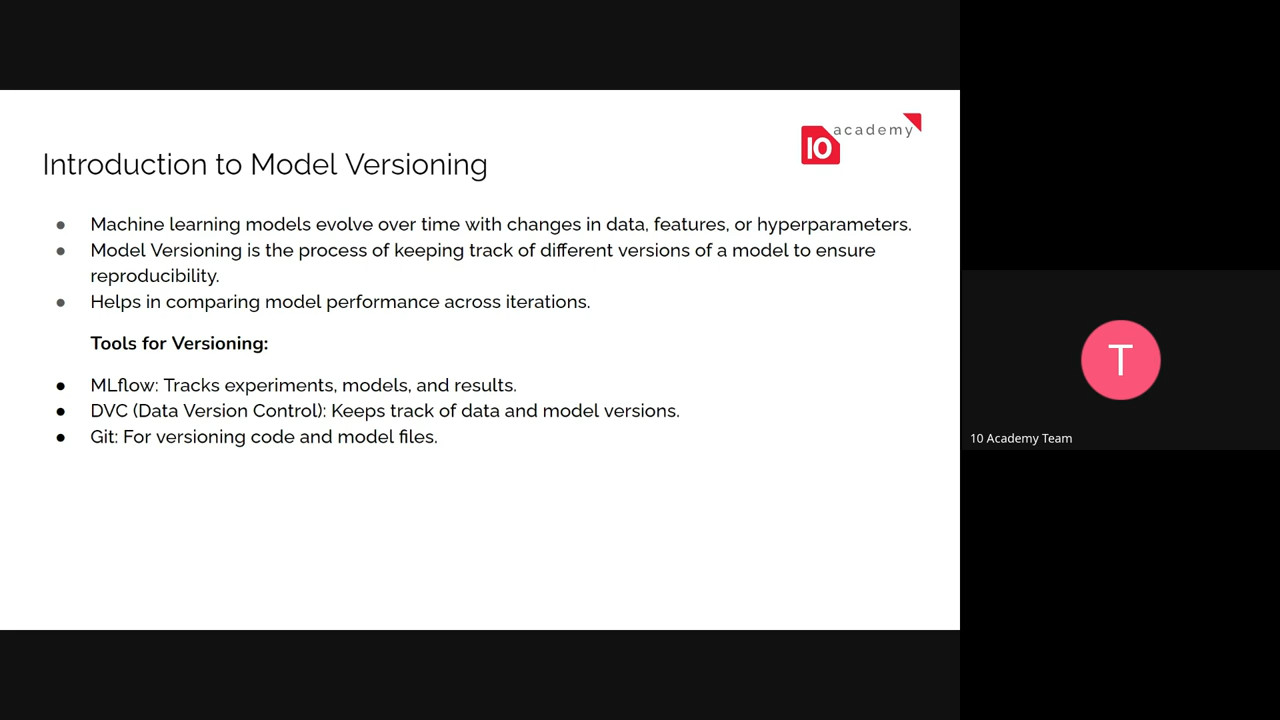 10 academy
Introduction to Model Versioning
● Machine learning models evolve over time with changes in data, features, or hyperparameters.
● Model Versioning is the process of keeping track of different versions of a model to ensure
reproducibility.
● Helps in comparing model performance across iterations.
Tools for Versioning:
● MLflow: Tracks experiments, models, and results.
● DVC (Data Version Control): Keeps track of data and model versions.
● Git: For versioning code and model files.
T
10 Academy Team